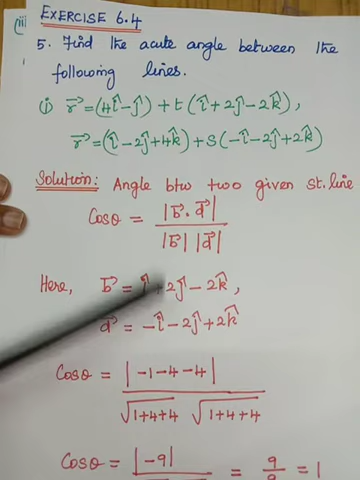 (iii)
EXERCISE 6.4
5. Find the acute angle between the
following lines.
(i) r⃗ = (4î - ĵ) + t(î + 2ĵ - 2k̂),
r⃗ = (î - 2ĵ + 4k̂) + s(-î - 2ĵ + 2k̂)
Solution: Angle btw two given st. line
Cosθ = |b⃗ · d⃗| / |b⃗| |d⃗|
Here, b⃗ = î + 2ĵ - 2k̂,
d⃗ = -î - 2ĵ + 2k̂
Cosθ = |-1-4-4| / √1+4+4 √1+4+4
Cosθ = |-9| = 9/9 = 1